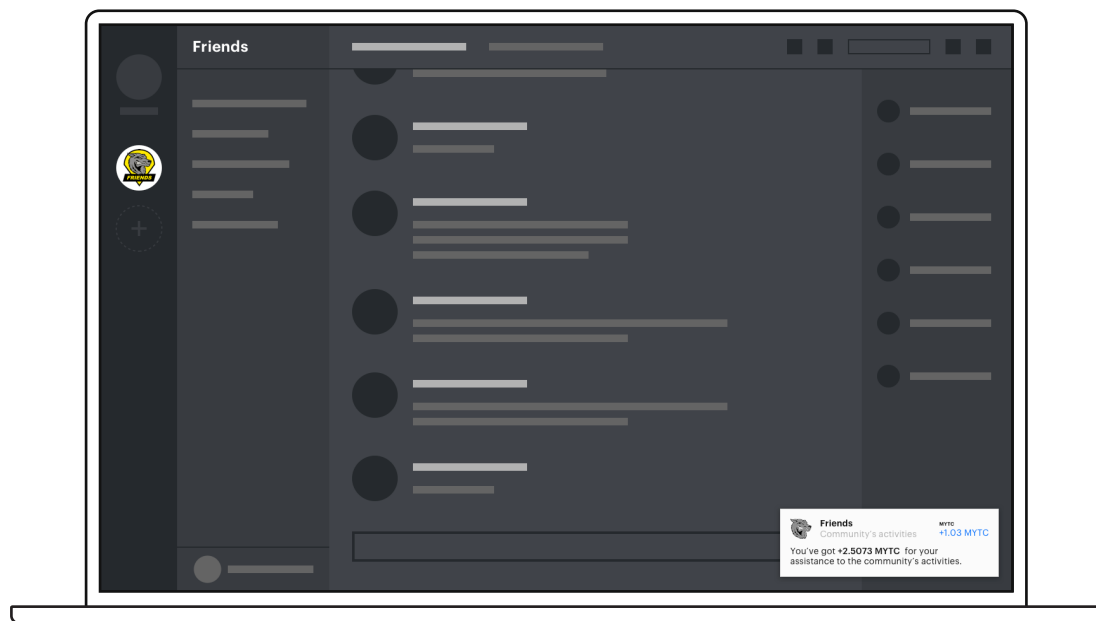 Friends
FRIENDS
+
Friends
MYTC
Community's activities
+1.03 MYTC
You've got +2.5073 MYTC for your
assistance to the community's activities.